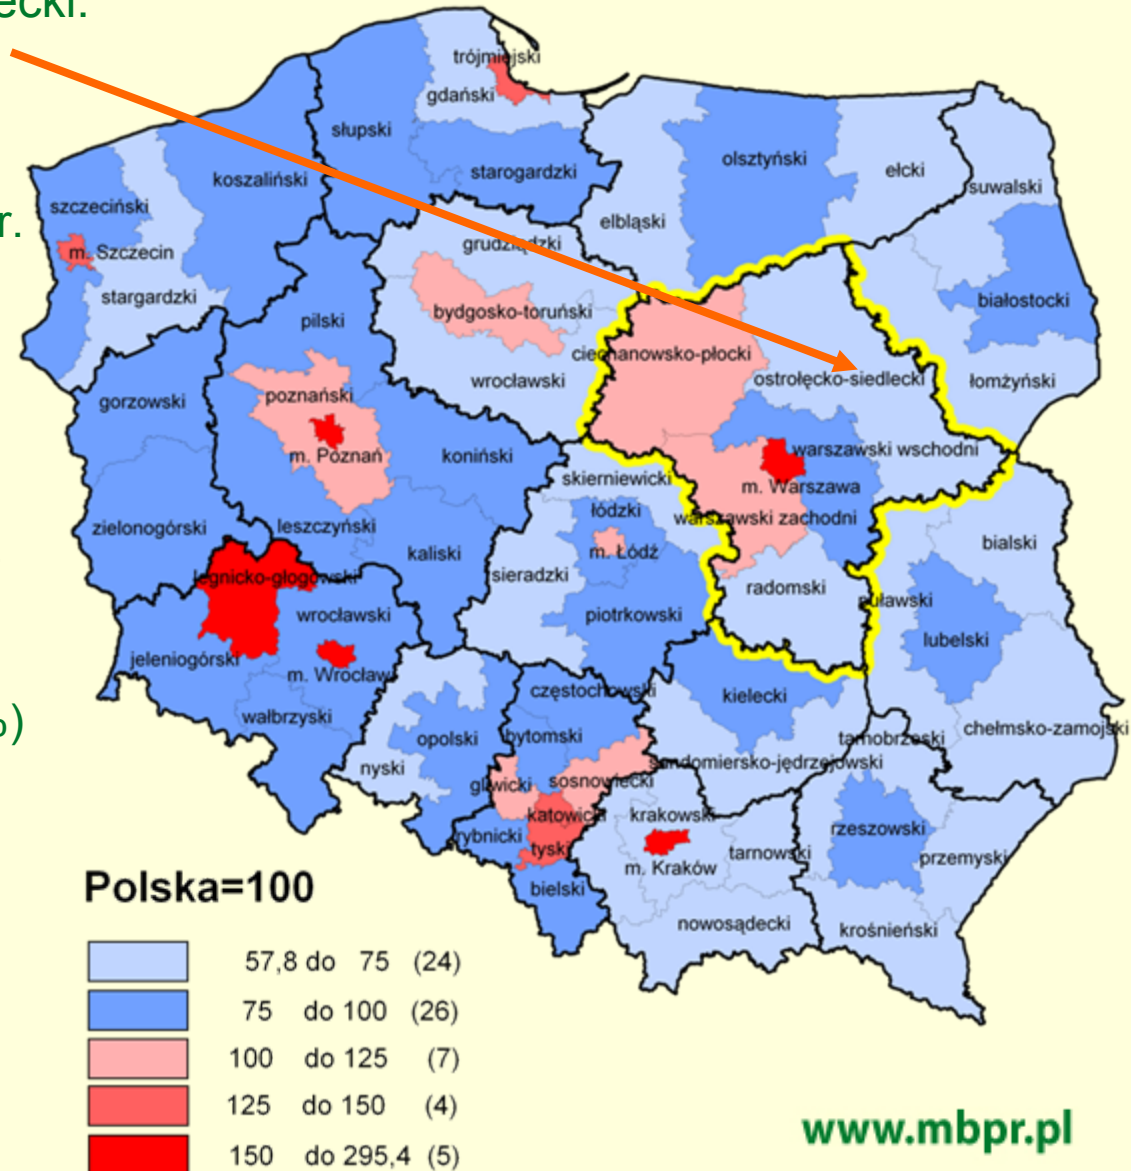 ecki.
r.
%)
trójmiejski
gdański
słupski
starogardzki
koszaliński
szczeciński
m. Szczecin
stargardzki
olsztyński
ełcki
suwalski
elbląski
grudziądzki
bydgosko-toruński
wrocławski
białostocki
łomżyński
pilski
ciechanowsko-płocki
ostrołęcko-siedlecki
gorzowski
poznański
m. Poznań
koniński
warszawski wschodni
m. Warszawa
warszawski zachodni
skierniewicki
łódzki
m. Łódź
zielonogórski
leszczyński
kaliski
sieradzki
radomski
bialski
puławski
lubelski
legnicko-głogowski
wrocławski
piotrkowski
jeleniogórski
m. Wrocław
wałbrzyski
częstochowski
kielecki
chełmsko-zamojski
opolski
bytomski
tarnobrzeski
nyski
gliwicki
sosnowiecki
sandomiersko-jędrzejowski
katowicki
krakowski
rybnicki
tyski
tarnowski
rzeszowski
przemyski
m. Kraków
bielski
nowosądecki
krośnieński
Polska=100
57,8 do 75 (24)
75 do 100 (26)
100 do 125 (7)
125 do 150 (4)
150 do 295,4 (5)
www.mbpr.pl